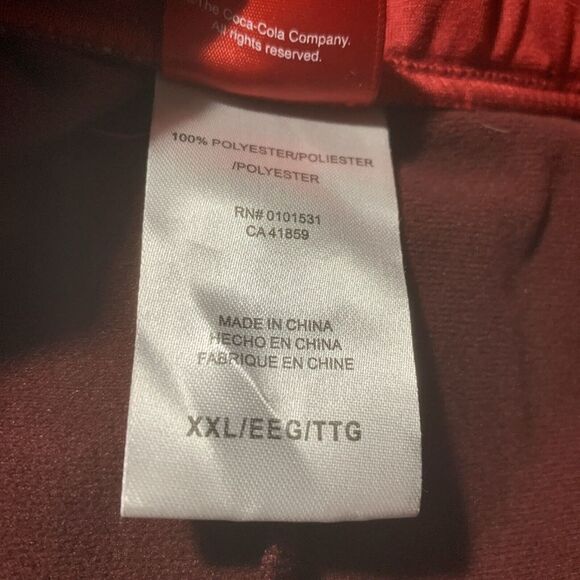 The Coca-Cola Company.
All rights reserved.
100% POLYESTER/POLIESTER
/POLYESTER
RN# 0101531
CA 41859
MADE IN CHINA
HECHO EN CHINA
FABRIQUE EN CHINE
XXL/EEG/TTG